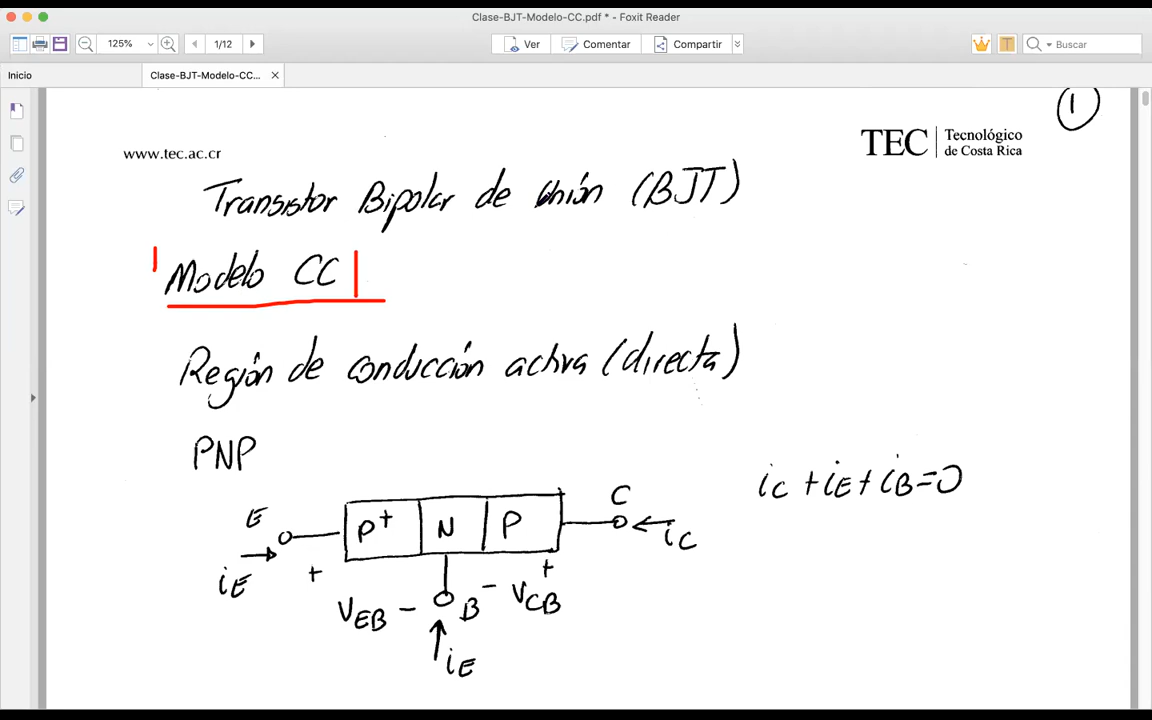 Clase-BJT-Modelo-CC.pdf * - Foxit Reader
125%
1/12
Ver
Comentar
Compartir
Buscar
Inicio
Clase-BJT-Modelo-CC...
1
www.tec.ac.cr
TEC | Tecnológico de Costa Rica
Transistor Bipolar de Unión (BJT)
Modelo CC
Región de conducción activa (directa)
PNP
iC + iE + iB = 0
E
P+ N P
C
iE
iC
+
+
VEB -
B
- VCB
iE